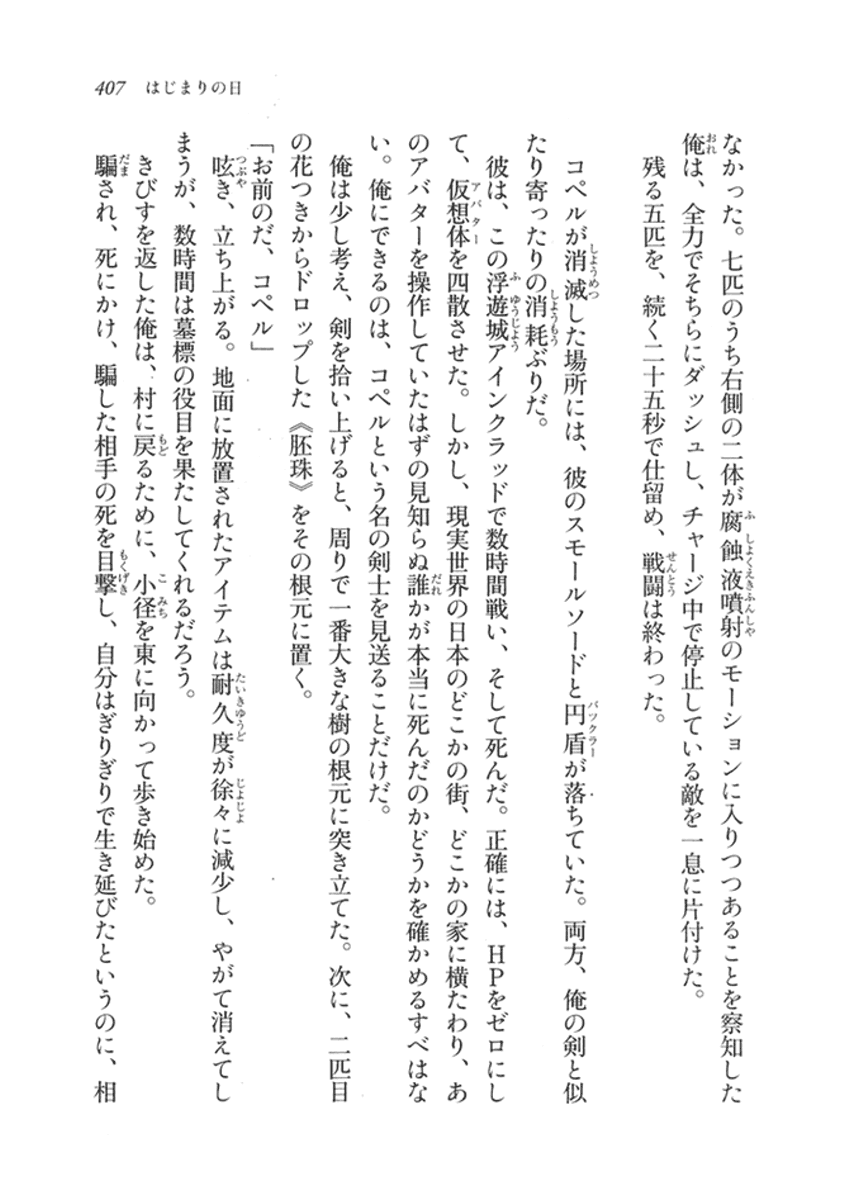 407 はじまりの日
なかった。七匹のうち右側の二体が腐蝕液噴射のモーションに入りつつあることを察知した
俺は、全力でそちらにダッシュし、チャージ中で停止している敵を一息に片付けた。
残る五匹を、続く二十五秒で仕留め、戦闘は終わった。
コペルが消滅した場所には、彼のスモールソードと円盾が落ちていた。両方、俺の剣と似
たり寄ったりの消耗ぶりだ。
彼は、この浮遊城アインクラッドで数時間戦い、そして死んだ。正確には、HPをゼロにし
て、仮想体を四散させた。しかし、現実世界の日本のどこかの街、どこかの家に横たわり、あ
のアバターを操作していたはずの見知らぬ誰かが本当に死んだのかどうかを確かめるすべはな
い。俺にできるのは、コペルという名の剣士を見送ることだけだ。
俺は少し考え、剣を拾い上げると、周りで一番大きな樹の根元に突き立てた。次に、二匹目
の花つきからドロップした《胚珠》をその根元に置く。
「お前のだ、コペル」
呟き、立ち上がる。地面に放置されたアイテムは耐久度が徐々に減少し、やがて消えてし
まうが、数時間は墓標の役目を果たしてくれるだろう。
きびすを返した俺は、村に戻るために、小径を東に向かって歩き始めた。
騙され、死にかけ、騙した相手の死を目撃し、自分はぎりぎりで生き延びたというのに、相